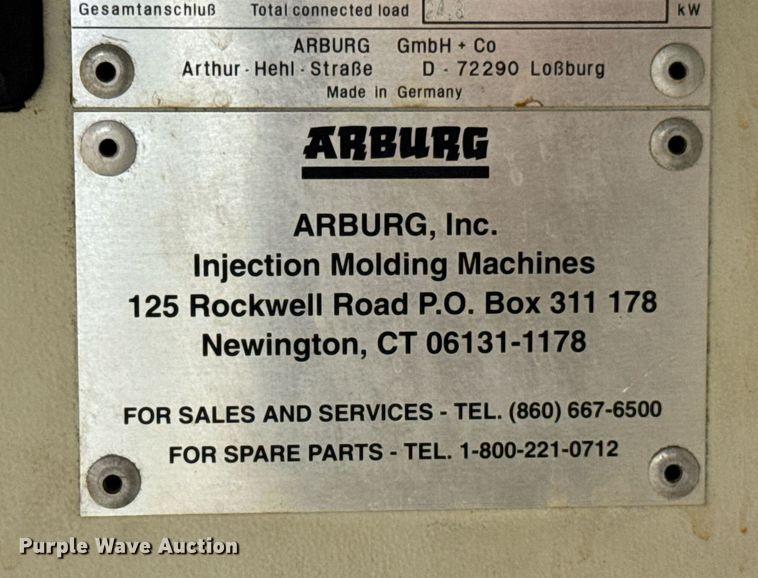 Gesamtanschluß Total connected load kW
ARBURG GmbH + Co
Arthur - Hehl - Straße D - 72290 Loßburg
Made in Germany
ARBURG
ARBURG, Inc.
Injection Molding Machines
125 Rockwell Road P.O. Box 311 178
Newington, CT 06131-1178
FOR SALES AND SERVICES - TEL. (860) 667-6500
FOR SPARE PARTS - TEL. 1-800-221-0712
Purple Wave Auction